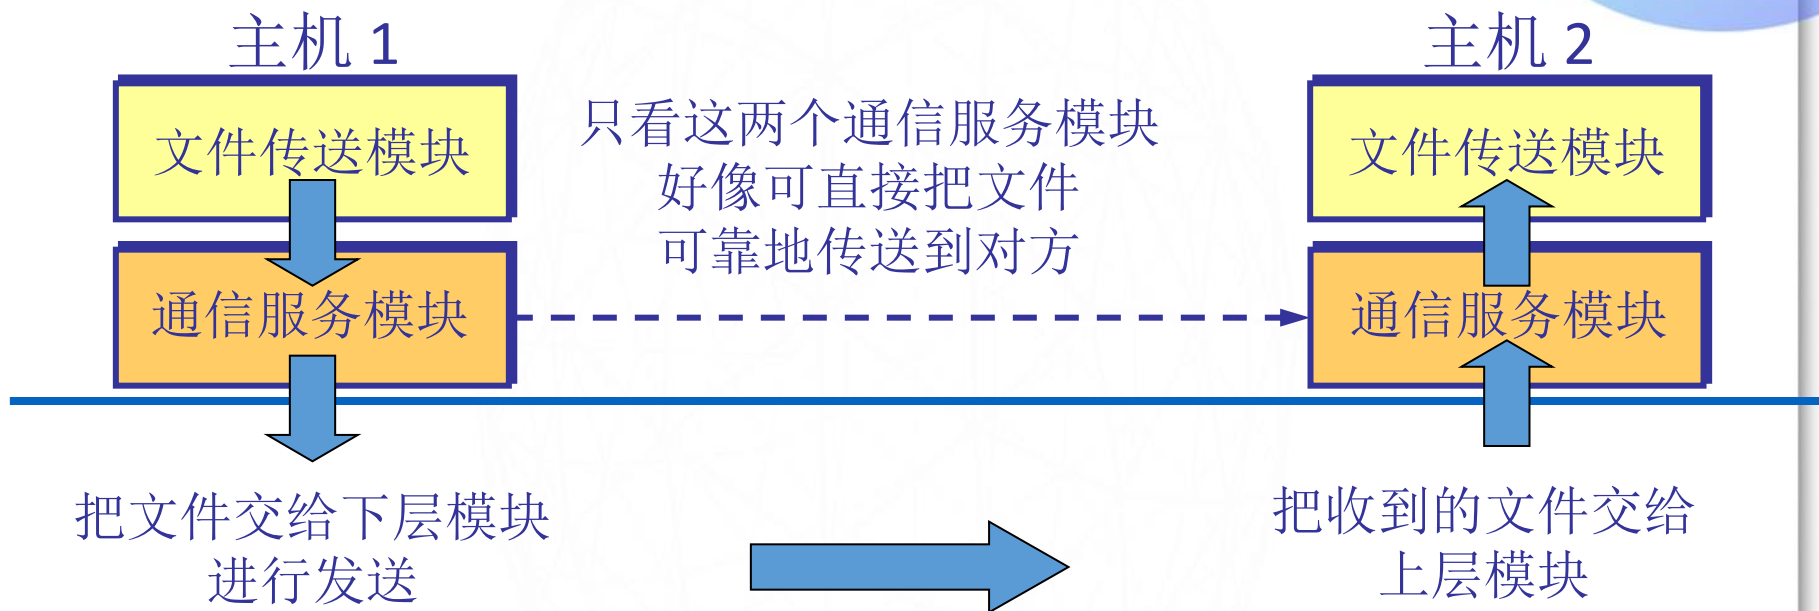 主机 1
主机 2
文件传送模块
只看这两个通信服务模块
好像可直接把文件
可靠地传送到对方
文件传送模块
通信服务模块
通信服务模块
把文件交给下层模块
进行发送
把收到的文件交给
上层模块